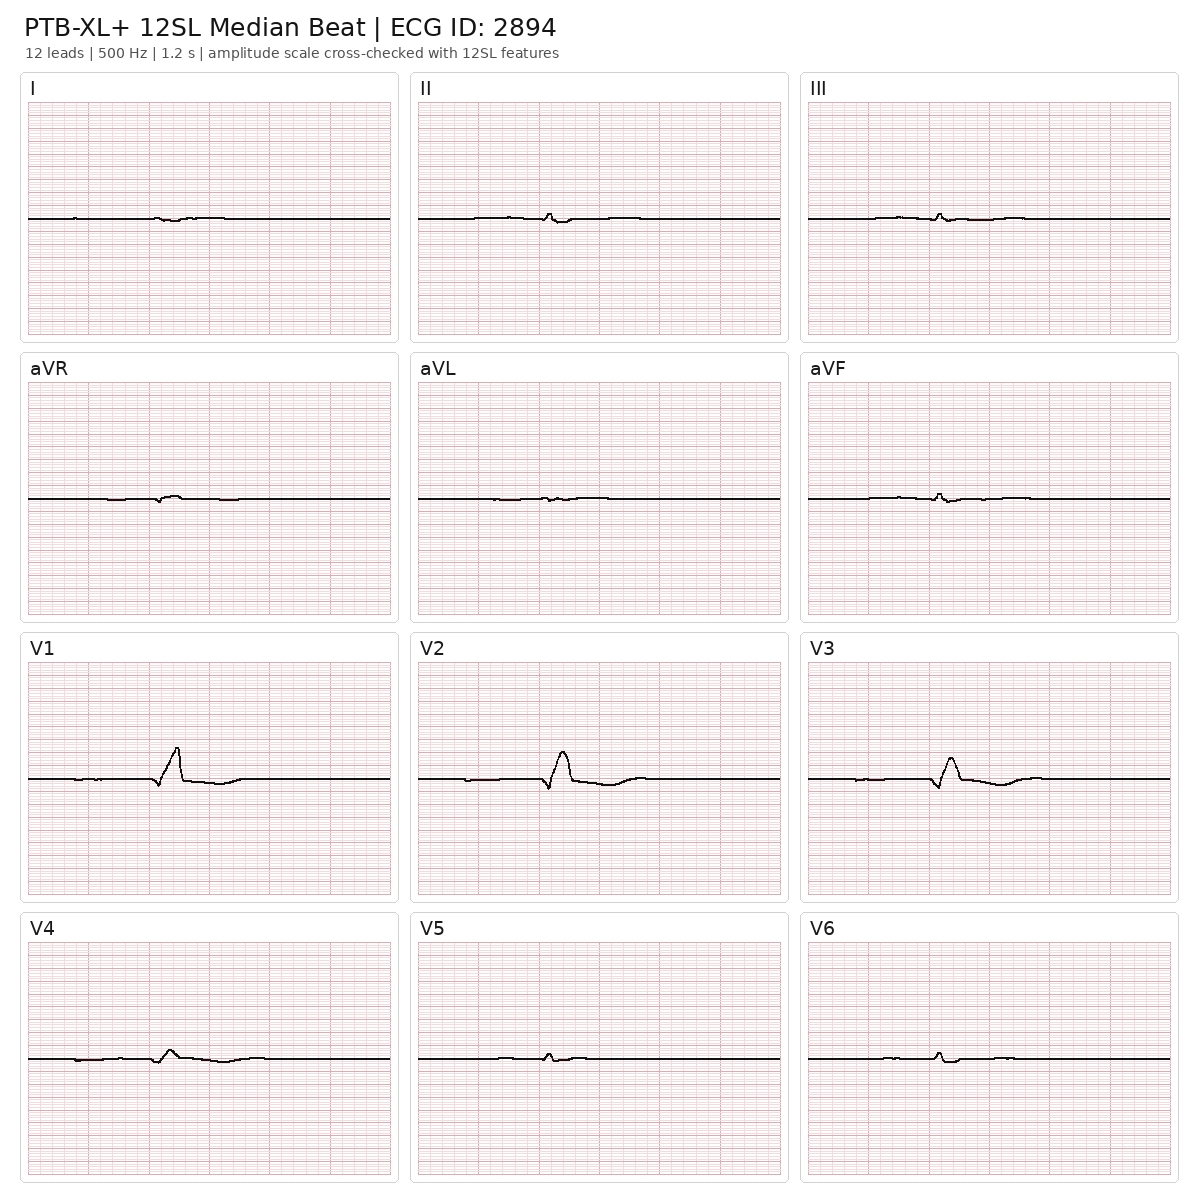 PTB-XL+ 12SL Median Beat | ECG ID: 2894
12 leads | 500 Hz | 1.2 s | amplitude scale cross-checked with 12SL features
I
II
III
aVR
aVL
aVF
V1
V2
V3
V4
V5
V6